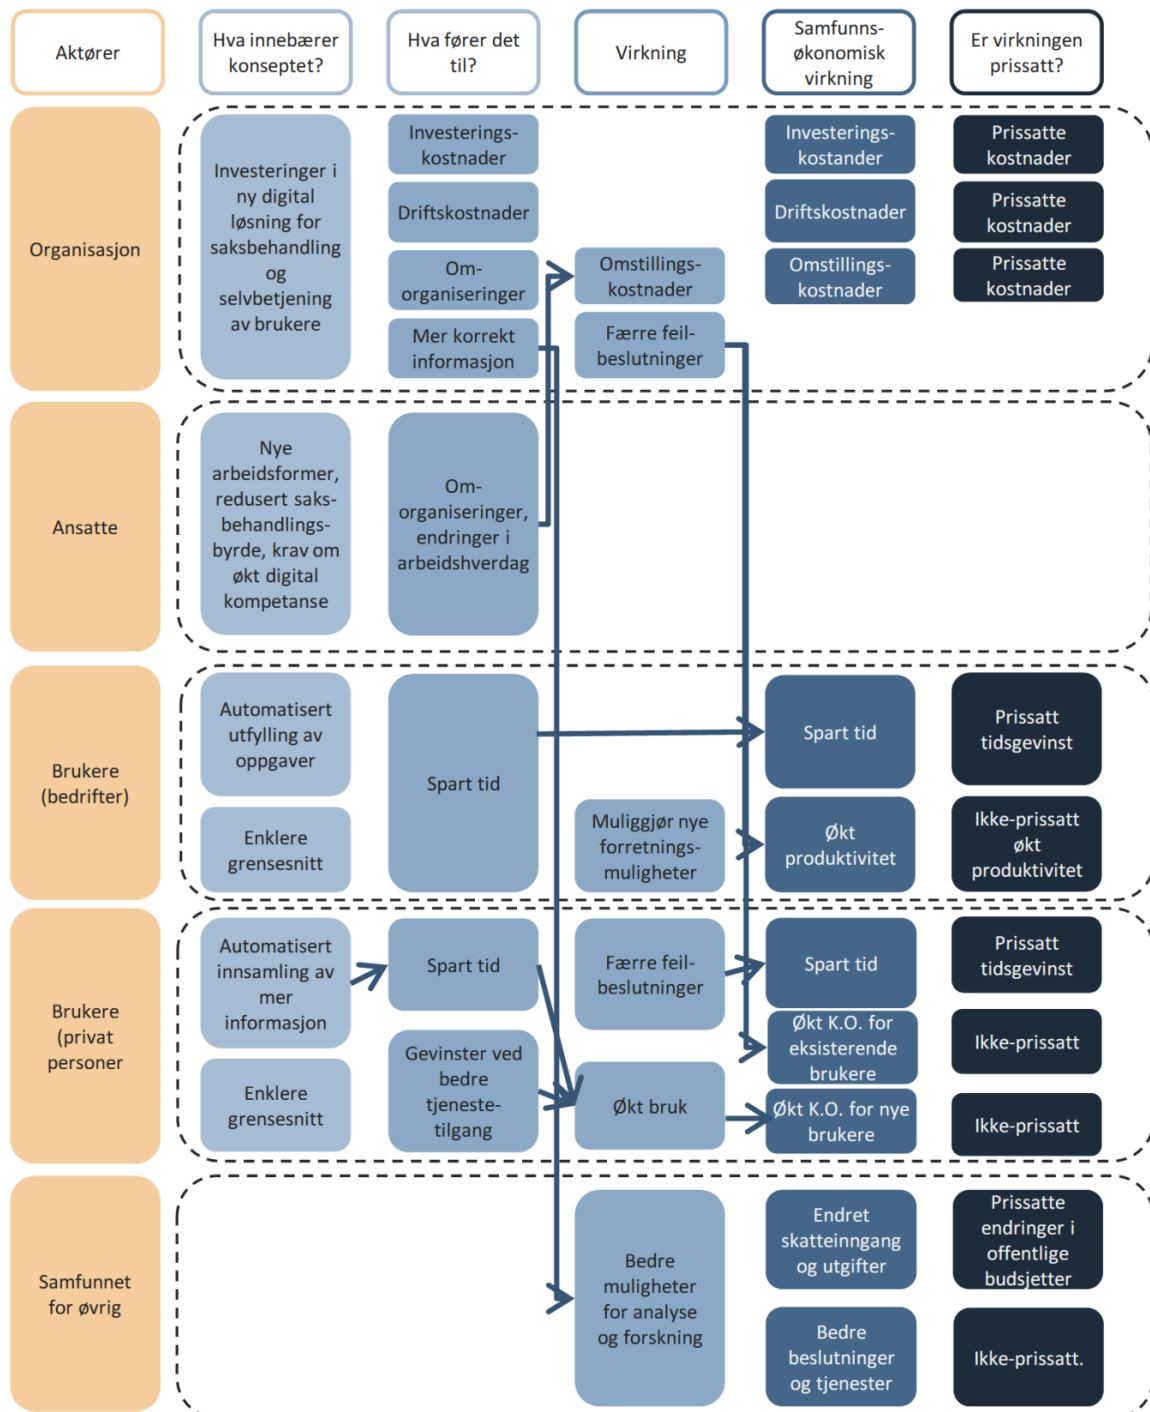 Aktører
Hva innebærer
konseptet?
Hva fører det
til?
Virkning
Samfunns-
økonomisk
virkning
Er virkningen
prissatt?
Organisasjon
Investeringer i
ny digital
løsning for
saksbehandling
og
selvbetjening
av brukere
Investerings-
kostnader
Driftskostnader
Om-
organiseringer
Mer korrekt
informasjon
Omstillings-
kostnader
Færre feil-
beslutninger
Investerings-
kostander
Driftskostnader
Omstillings-
kostnader
Prissatte
kostnader
Prissatte
kostnader
Prissatte
kostnader
Ansatte
Nye
arbeidsformer,
redusert saks-
behandlings-
byrde, krav om
økt digital
kompetanse
Om-
organiseringer,
endringer i
arbeidshverdag
Brukere
(bedrifter)
Automatisert
utfylling av
oppgaver
Enklere
grensesnitt
Spart tid
Muliggjør nye
forretnings-
muligheter
Spart tid
Økt
produktivitet
Prissatt
tidsgevinst
Ikke-prissatt
økt
produktivitet
Brukere
(privat
personer
Automatisert
innsamling av
mer
informasjon
Enklere
grensesnitt
Spart tid
Gevinster ved
bedre
tjeneste-
tilgang
Færre feil-
beslutninger
Økt bruk
Spart tid
Økt K.O. for
eksisterende
brukere
Økt K.O. for nye
brukere
Prissatt
tidsgevinst
Ikke-prissatt
Ikke-prissatt
Samfunnet
for øvrig
Bedre
muligheter
for analyse
og forskning
Endret
skatteinngang
og utgifter
Bedre
beslutninger
og tjenester
Prissatte
endringer i
offentlige
budsjetter
Ikke-prissatt.